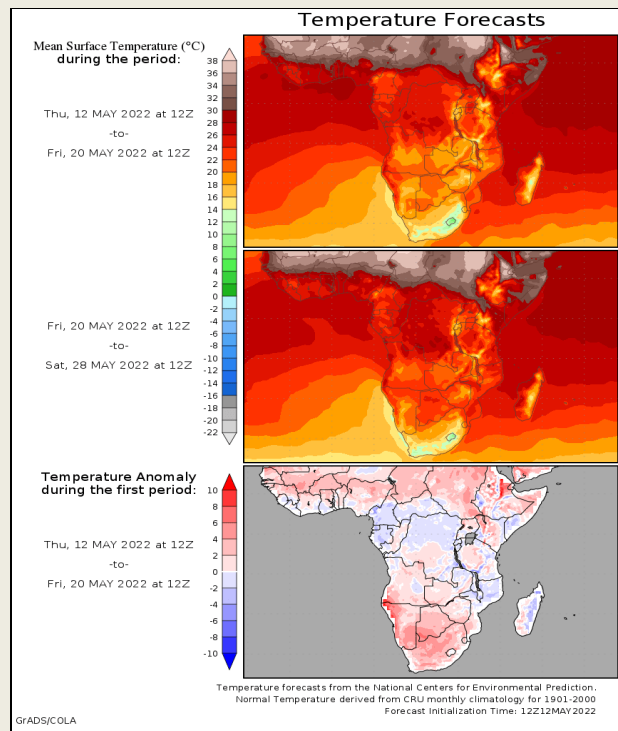 Temperature Forecasts
Mean Surface Temperature (°C)
during the period:
Thu, 12 MAY 2022 at 12Z
-to-
Fri, 20 MAY 2022 at 12Z
Fri, 20 MAY 2022 at 12Z
-to-
Sat, 28 MAY 2022 at 12Z
38
36
34
32
30
28
26
24
22
20
18
16
14
12
10
8
6
4
2
0
-2
-4
-6
-8
-10
-12
-14
-16
-18
-20
-22
Temperature Anomaly
during the first period:
Thu, 12 MAY 2022 at 12Z
-to-
Fri, 20 MAY 2022 at 12Z
10
8
6
4
2
0
-2
-4
-6
-8
-10
Temperature forecasts from the National Centers for Environmental Prediction.
Normal Temperature derived from CRU monthly climatology for 1901-2000
Forecast Initialization Time: 12Z12MAY2022
GrADS/COLA